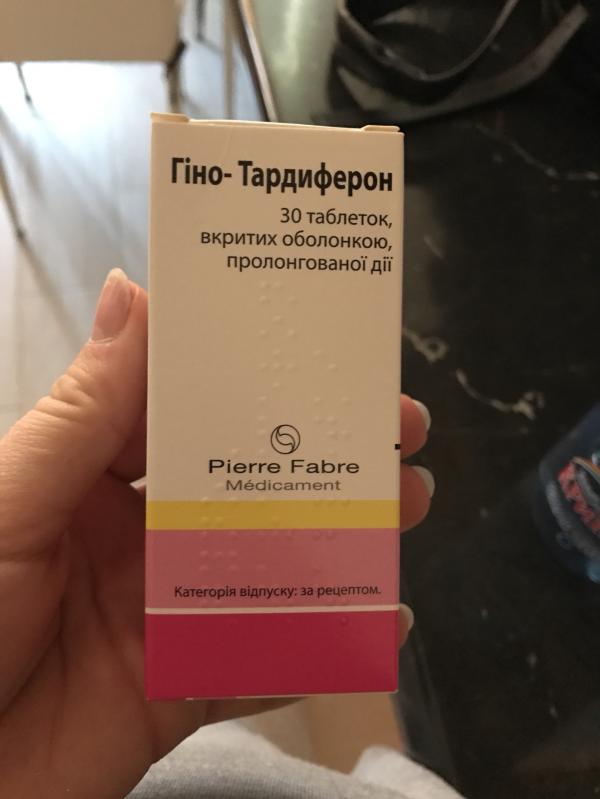 Гіно- Тардиферон
30 таблеток,
вкритих оболонкою,
пролонгованої дії
Pierre Fabre
Médicament
Категорія відпуску: за рецептом.